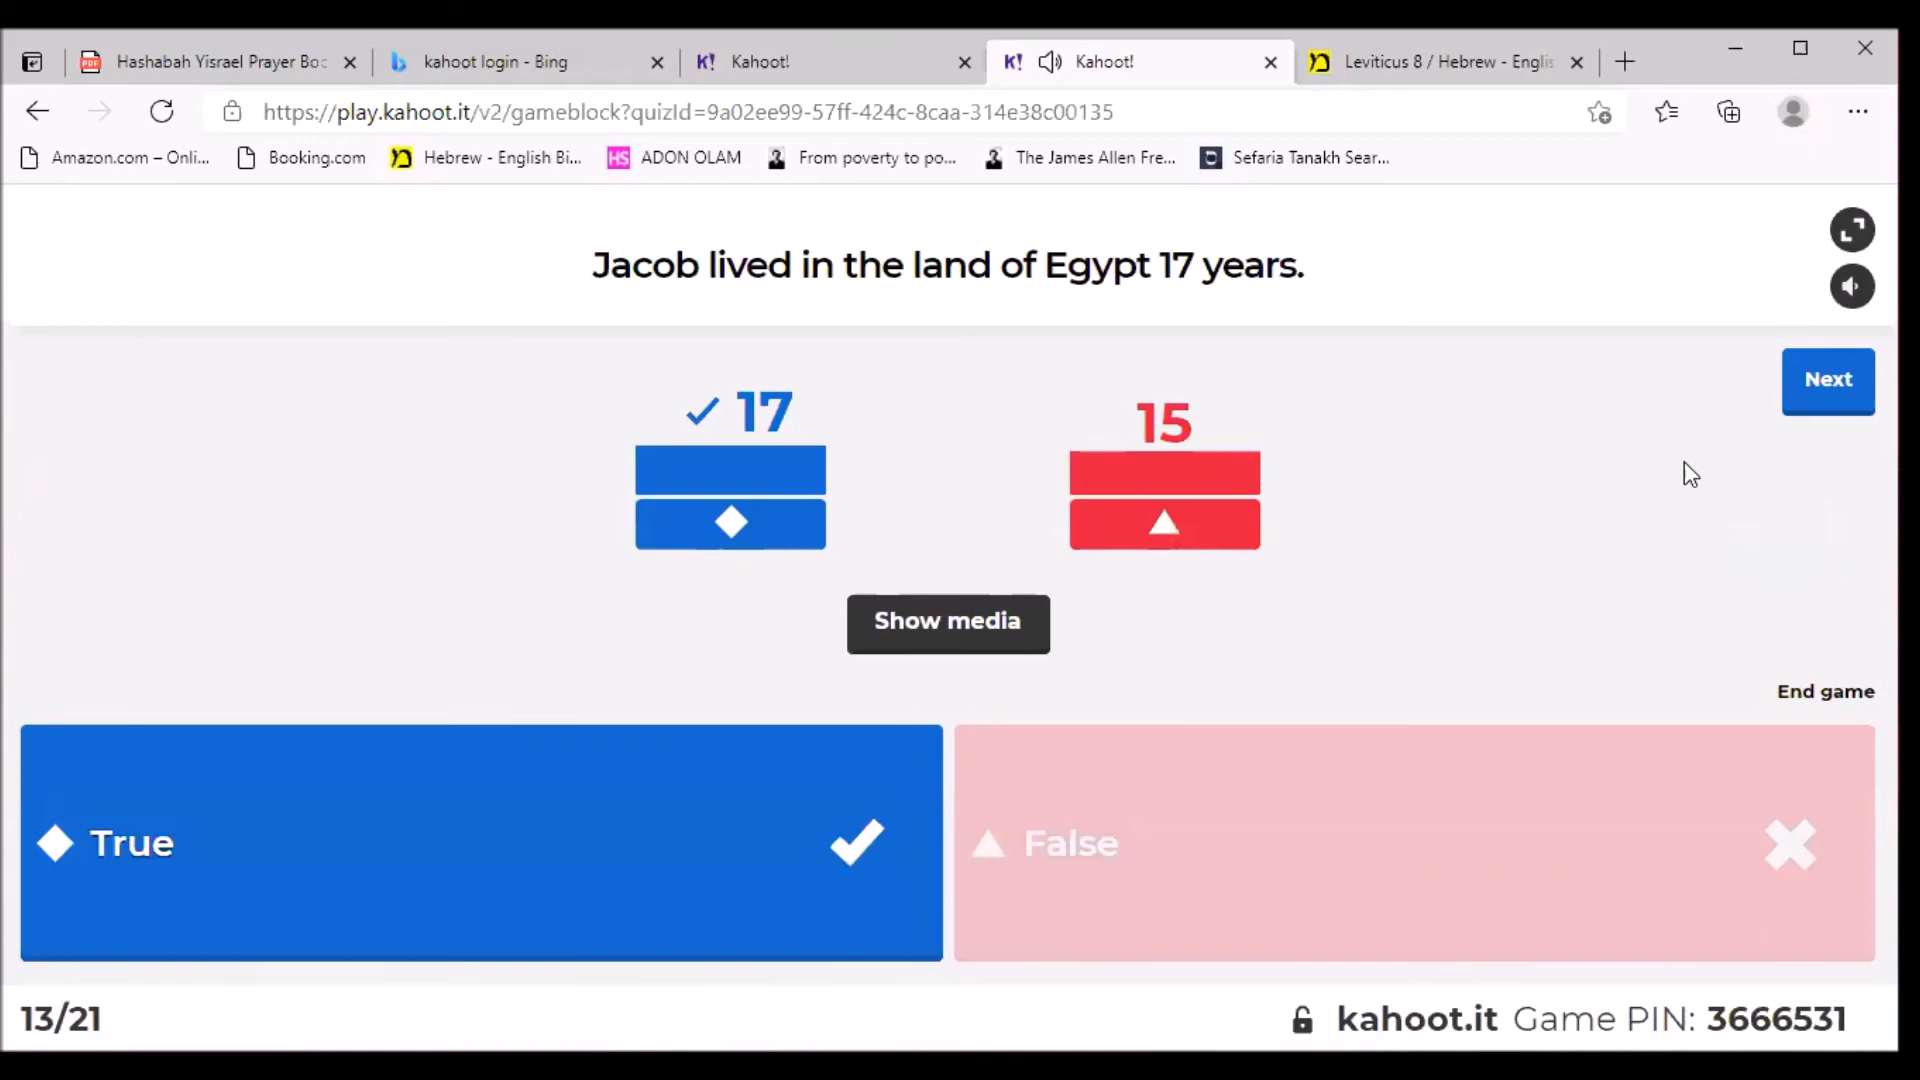 Hashabah Yisrael Prayer Boo
kahoot login - Bing
K! Kahoot!
K! Kahoot!
Leviticus 8 / Hebrew - Englis
https://play.kahoot.it/v2/gameblock?quizId=9a02ee99-57ff-424c-8caa-314e38c00135
Amazon.com – Onli...
Booking.com
Hebrew - English Bi...
HS ADON OLAM
From poverty to po...
The James Allen Fre...
Sefaria Tanakh Sear...
Jacob lived in the land of Egypt 17 years.
Next
17
15
Show media
End game
True
False
13/21
kahoot.it Game PIN: 3666531